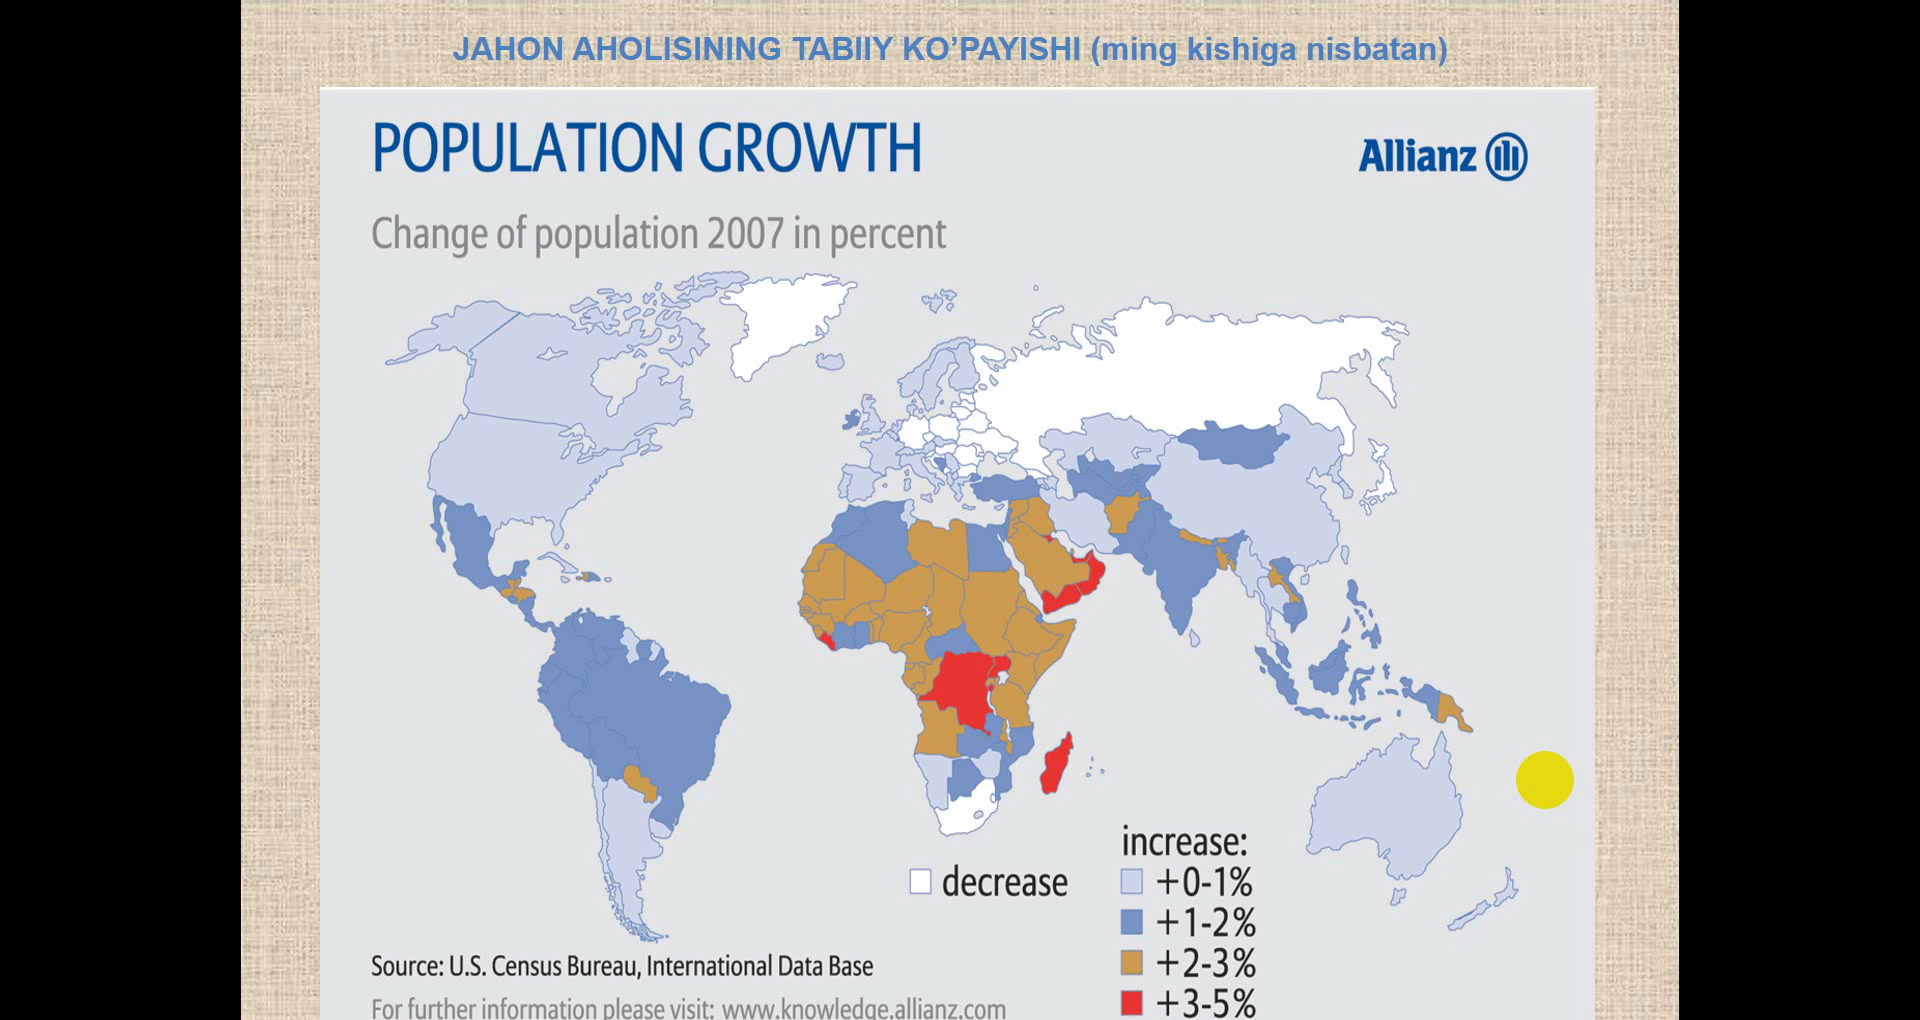 JAHON AHOLISINING TABIIY KO’PAYISHI (ming kishiga nisbatan)
POPULATION GROWTH
Allianz
Change of population 2007 in percent
increase:
decrease
+0-1%
+1-2%
+2-3%
+3-5%
Source: U.S. Census Bureau, International Data Base
For further information please visit: www.knowledge.allianz.com